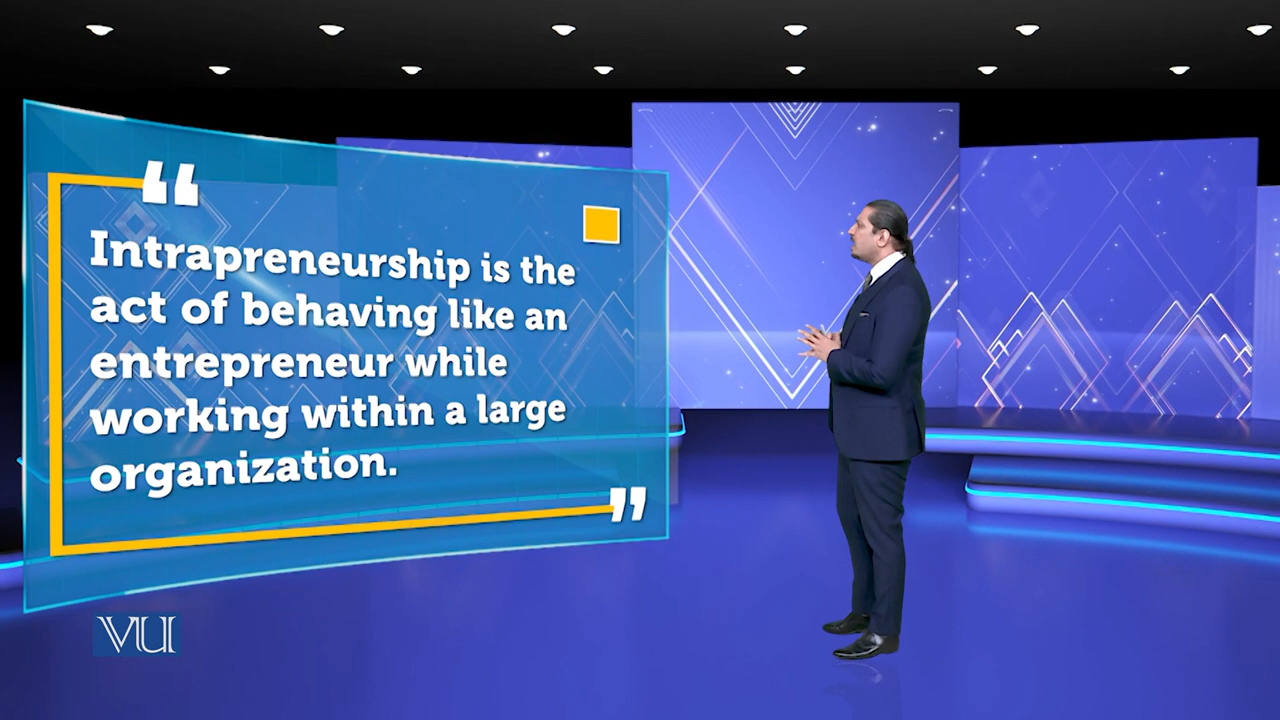 “
Intrapreneurship is the
act of behaving like an
entrepreneur while
working within a large
organization.
”
VU